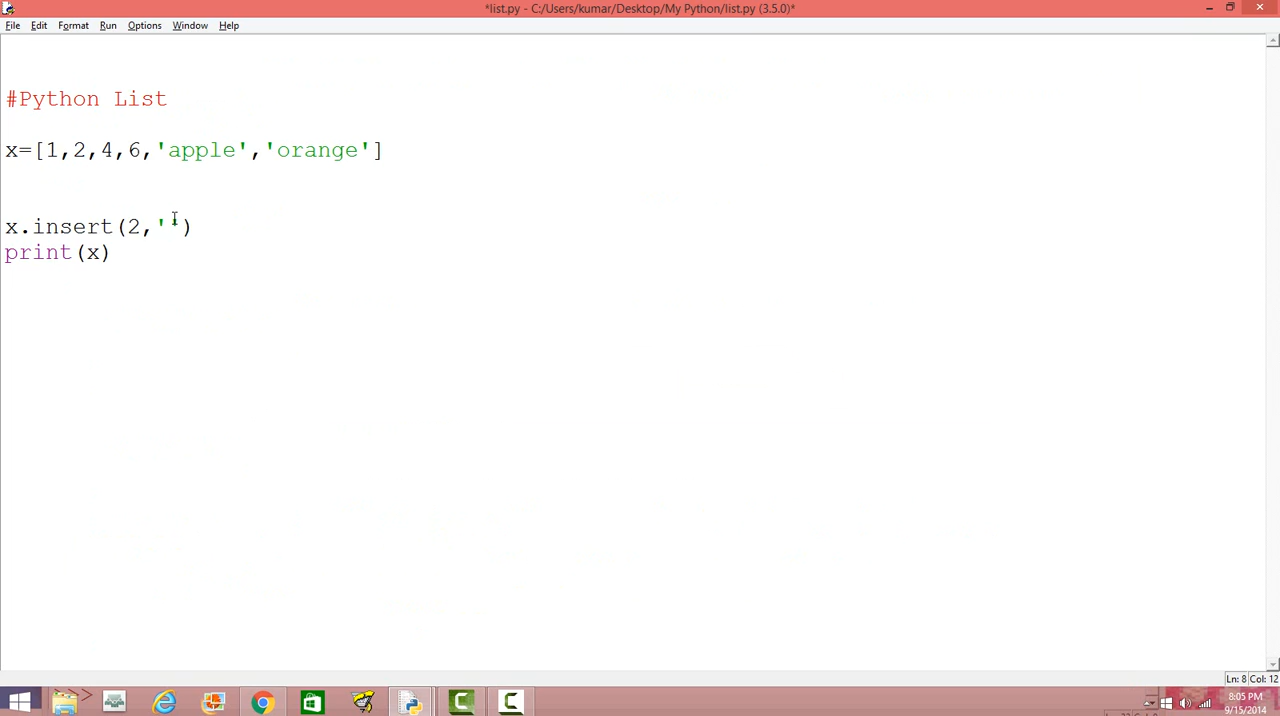 *list.py - C:/Users/kumar/Desktop/My Python/list.py (3.5.0)*
File Edit Format Run Options Window Help
#Python List
x=[1,2,4,6,'apple','orange']
x.insert(2,'')
print(x)
Ln: 8 Col: 12
8:05 PM
9/15/2014